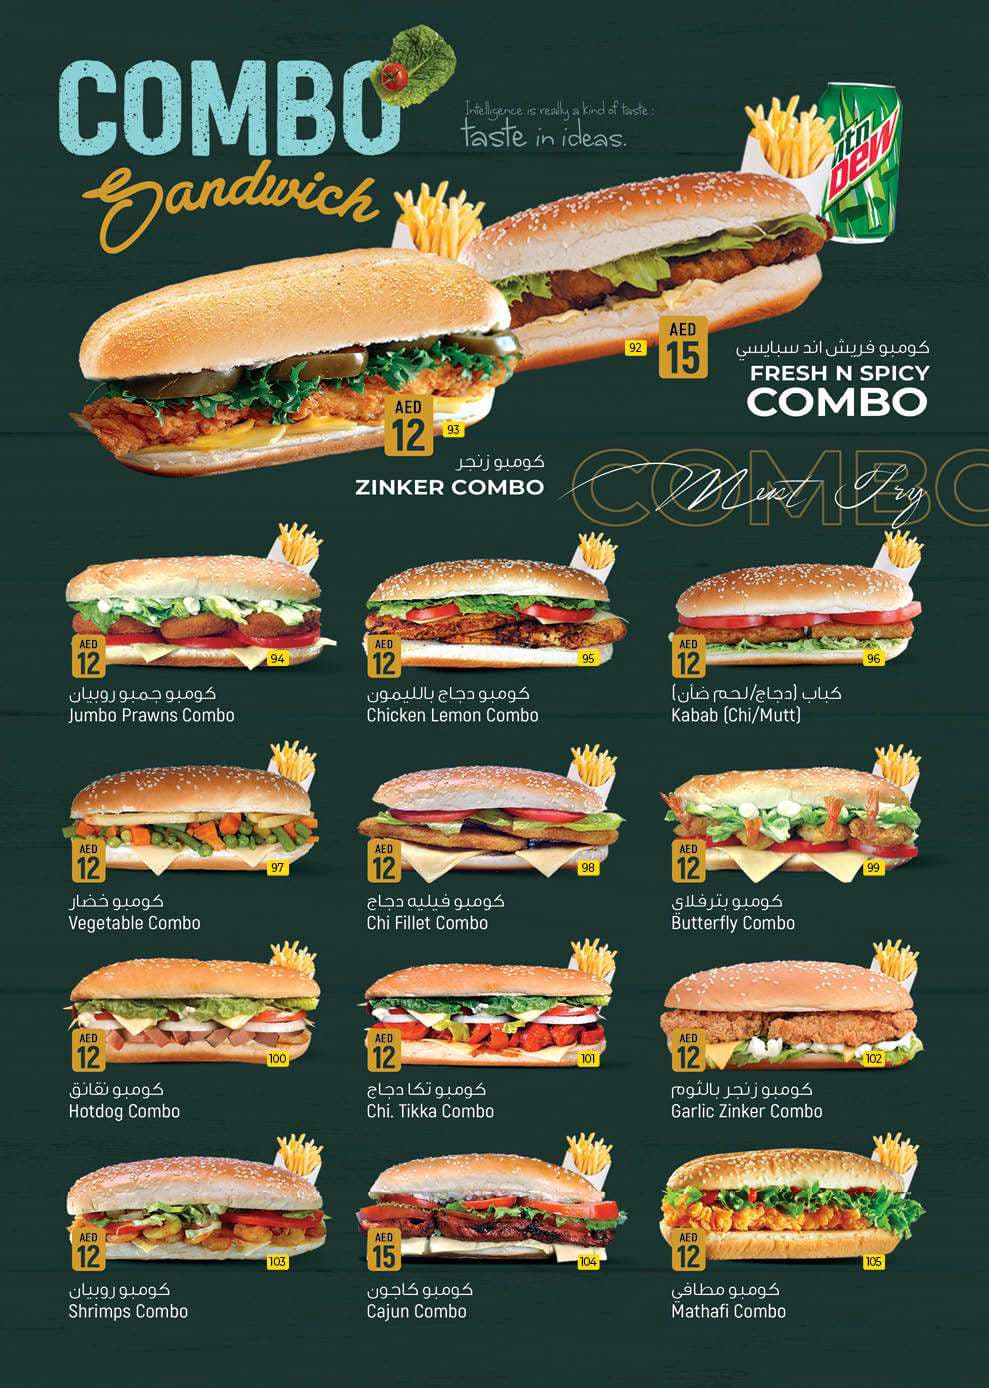 COMBO
Sandwich
Intelligence is really a kind of taste :
taste in ideas.
mtn
DEW
92
AED
15
كومبو فريش اند سبايسي
FRESH N SPICY
COMBO
AED
12
93
كومبو زنجر
ZINKER COMBO
COMBO
Must Try
AED
12
94
كومبو جمبو روبيان
Jumbo Prawns Combo
AED
12
95
كومبو دجاج بالليمون
Chicken Lemon Combo
AED
12
96
كباب (دجاج/لحم ضأن)
Kabab (Chi/Mutt)
AED
12
97
كومبو خضار
Vegetable Combo
AED
12
98
كومبو فيليه دجاج
Chi Fillet Combo
AED
12
99
كومبو بترفلاي
Butterfly Combo
AED
12
100
كومبو نقانق
Hotdog Combo
AED
12
101
كومبو تكا دجاج
Chi. Tikka Combo
AED
12
102
كومبو زنجر بالثوم
Garlic Zinker Combo
AED
12
103
كومبو روبيان
Shrimps Combo
AED
15
104
كومبو كاجون
Cajun Combo
AED
12
105
كومبو مطافي
Mathafi Combo